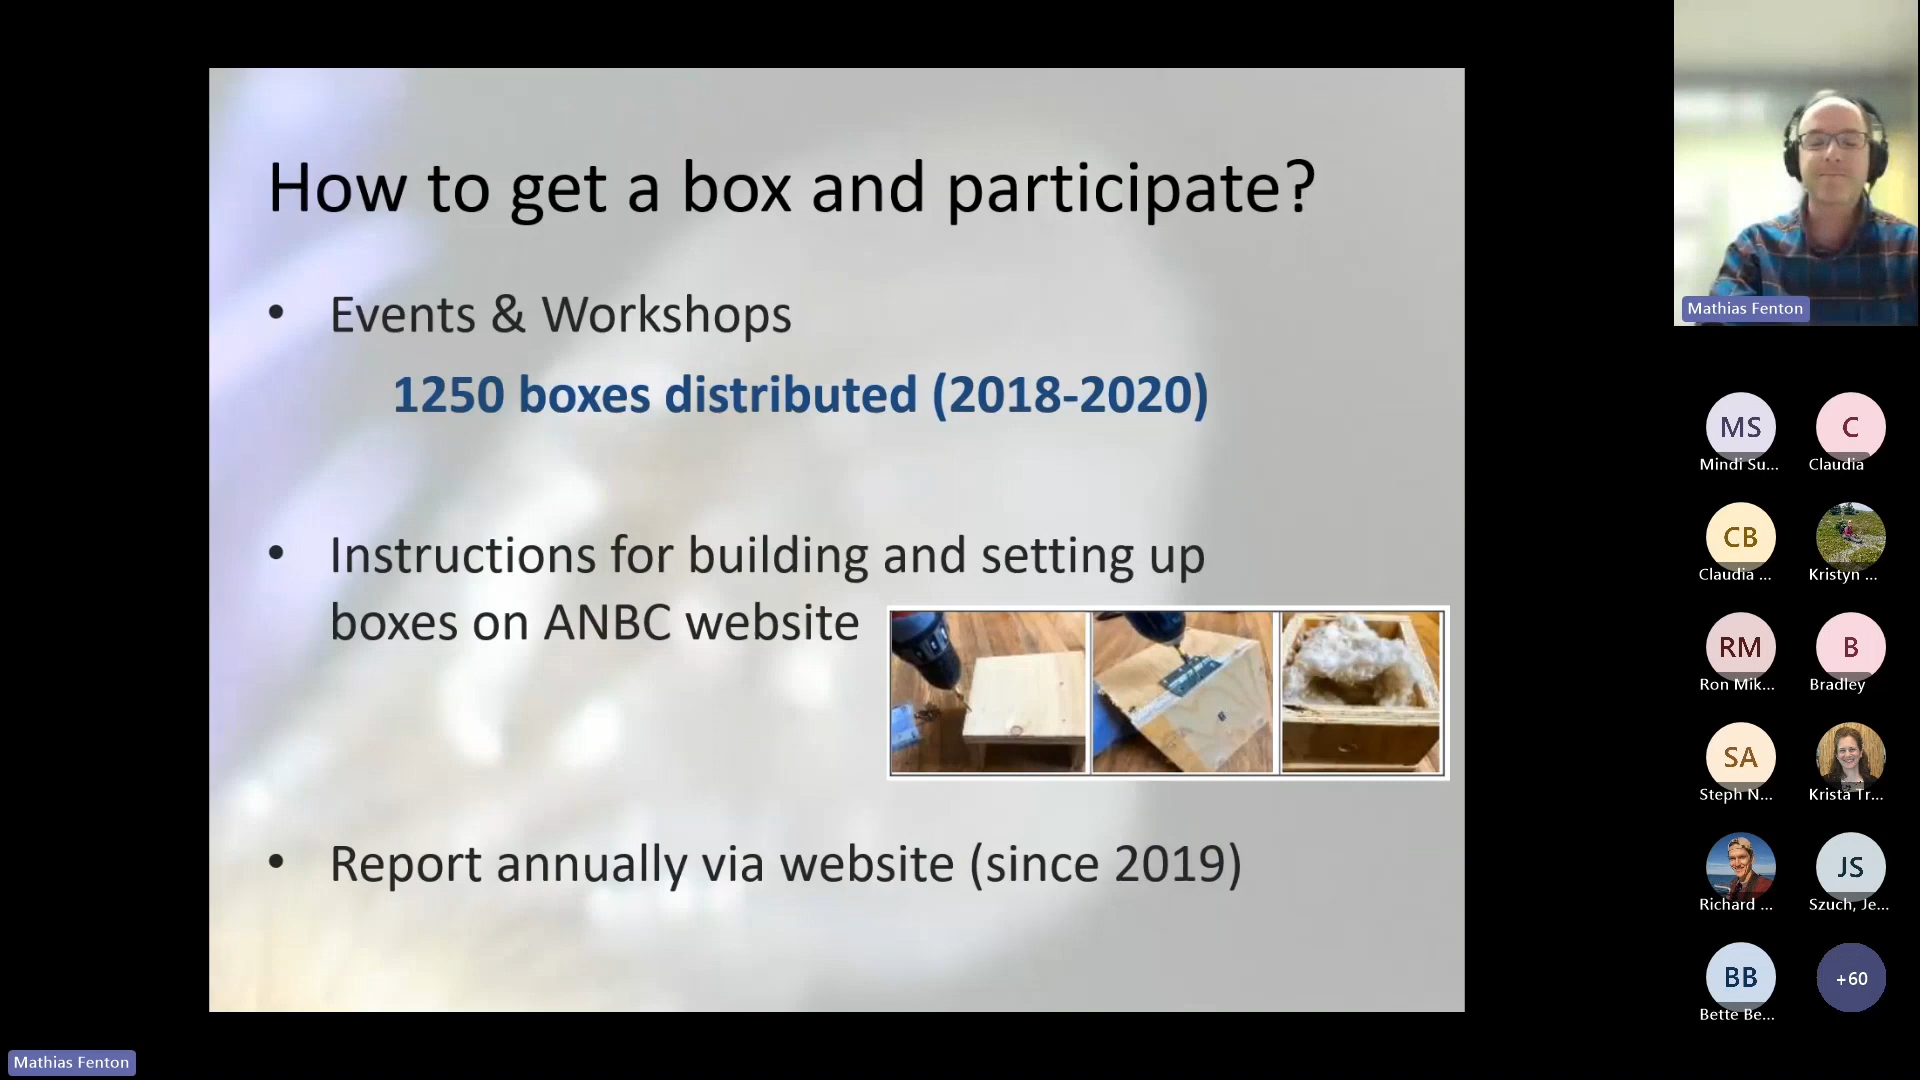 How to get a box and participate?
• Events & Workshops
1250 boxes distributed (2018-2020)
• Instructions for building and setting up
boxes on ANBC website
• Report annually via website (since 2019)
Mathias Fenton
MS
Mindi Su...
C
Claudia
CB
Claudia ...
Kristyn ...
RM
Ron Mik...
B
Bradley
SA
Steph N...
Krista Tr...
Richard ...
JS
Szuch, Je...
BB
Bette Be...
+60
Mathias Fenton